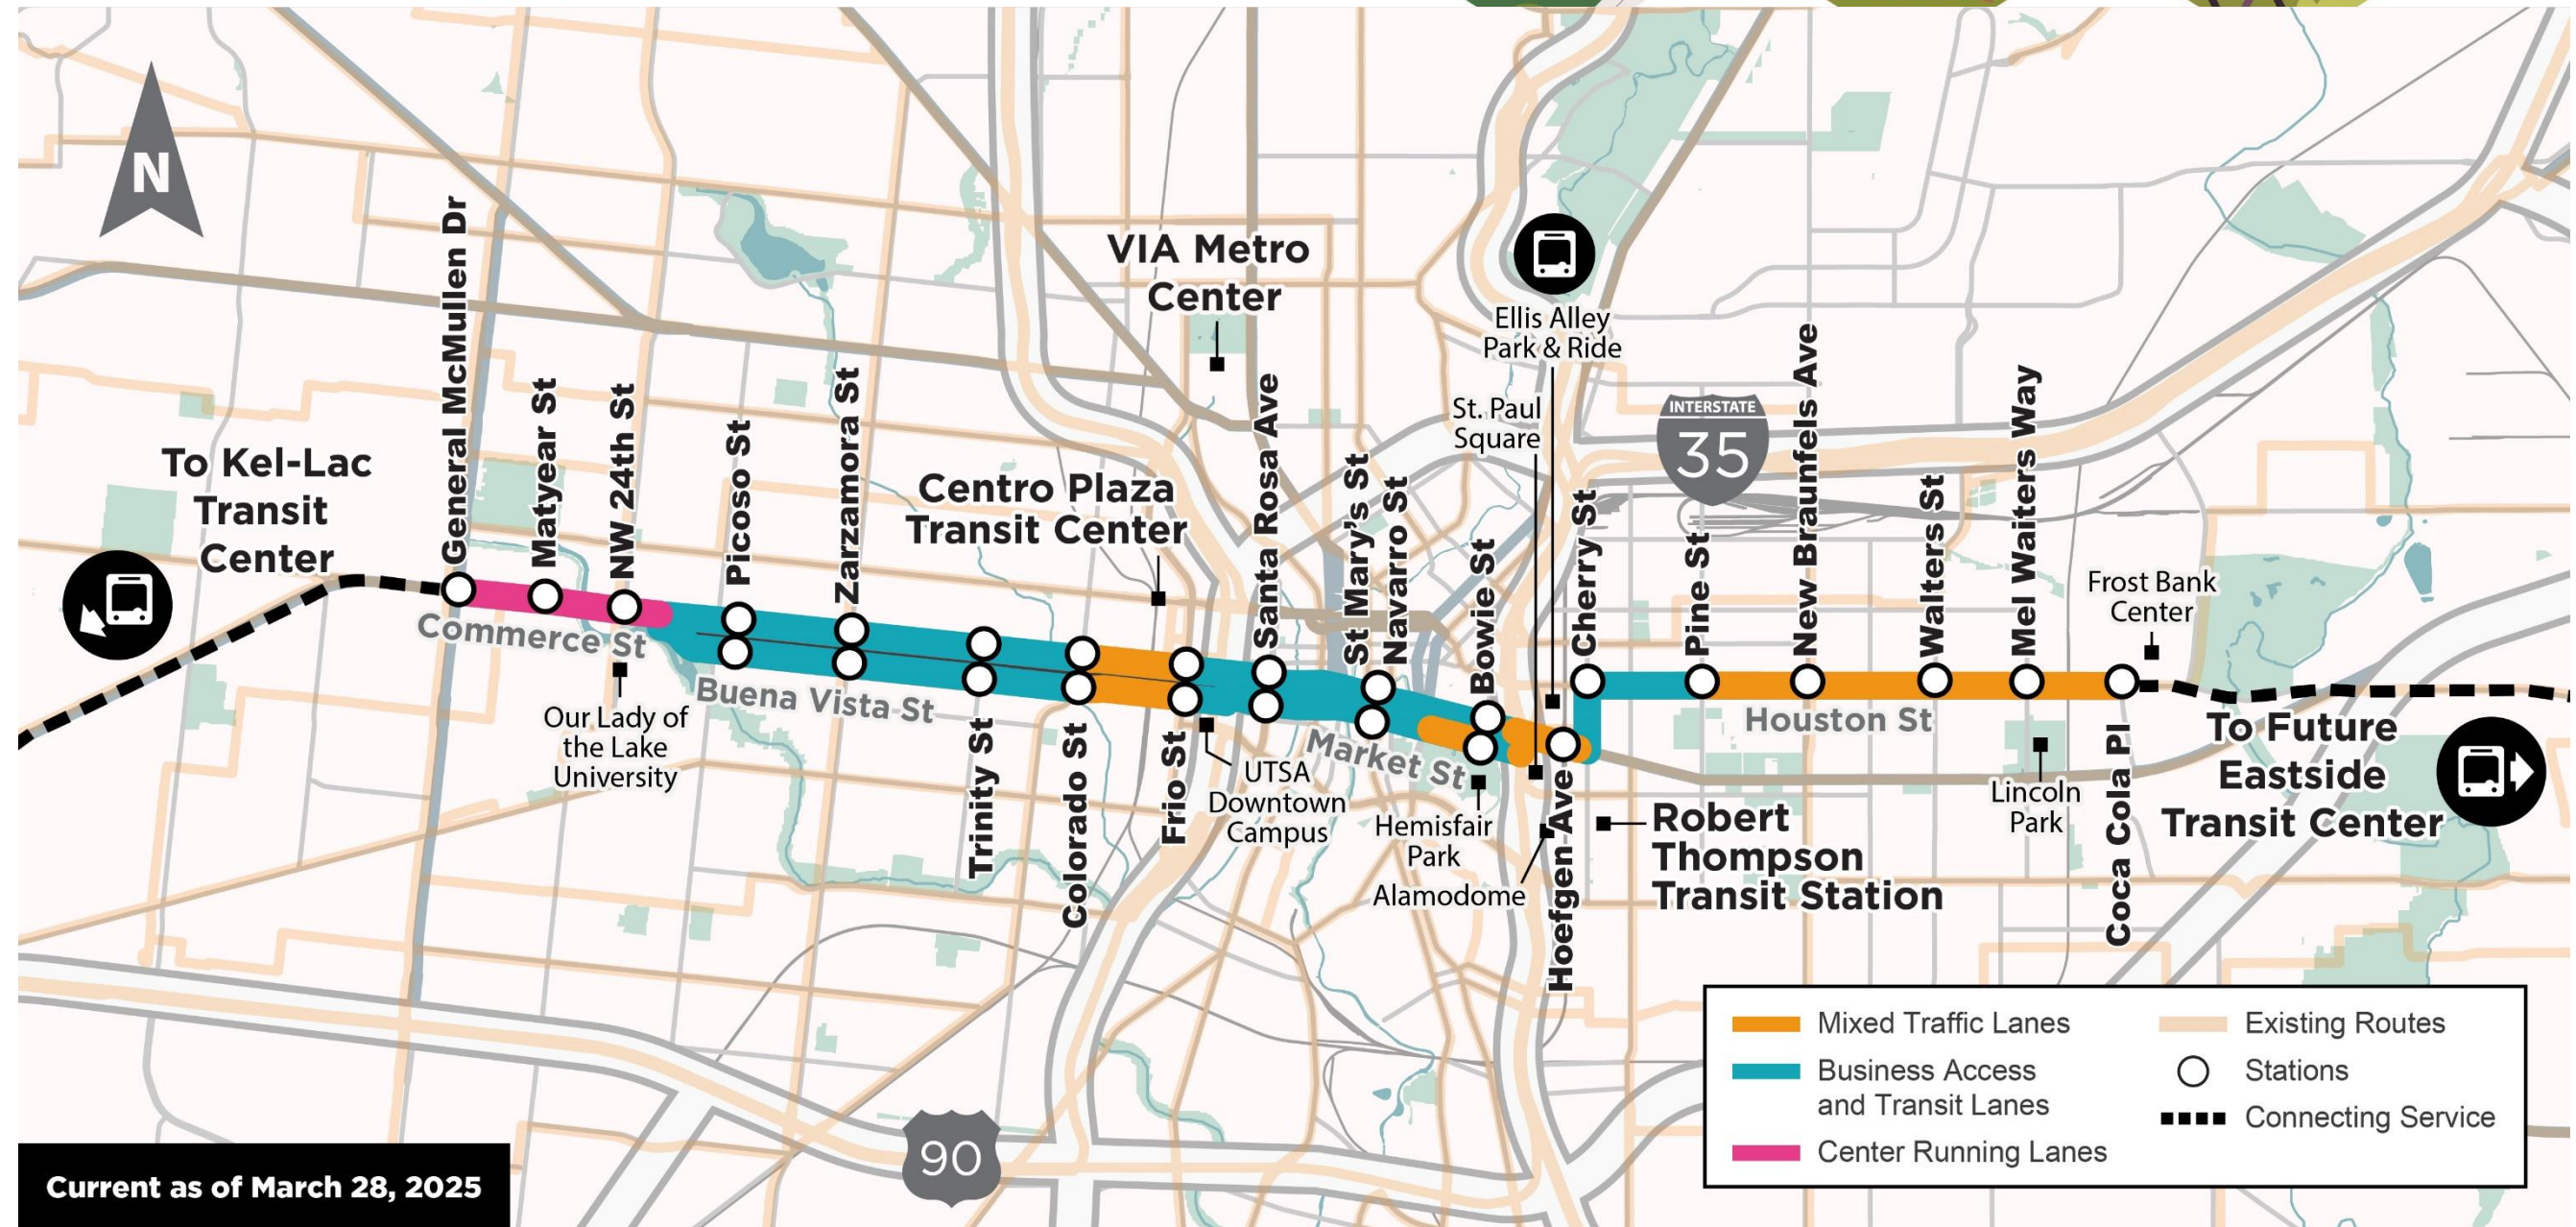 N
General McMullen Dr
Matyear St
NW 24th St
Picoso St
Zarzamora St
VIA Metro
Center
Santa Rosa Ave
St Mary's St
Navarro St
Bowie St
Ellis Alley
Park & Ride
St. Paul
Square
Cherry St
INTERSTATE
35
Pine St
New Braunfels Ave
Walters St
Mel Waiters Way
Frost Bank
Center
To Kel-Lac
Transit
Center
Centro Plaza
Transit Center
Commerce St
Buena Vista St
Our Lady of
the Lake
University
Trinity St
Colorado St
Frio St
UTSA
Downtown
Campus
Market St
Hemisfair
Park
Alamodome
Hoefgen Ave
Robert
Thompson
Transit Station
Houston St
Lincoln
Park
Coca Cola Pl
To Future
Eastside
Transit Center
90
Mixed Traffic Lanes
Business Access
and Transit Lanes
Center Running Lanes
Existing Routes
Stations
Connecting Service
Current as of March 28, 2025